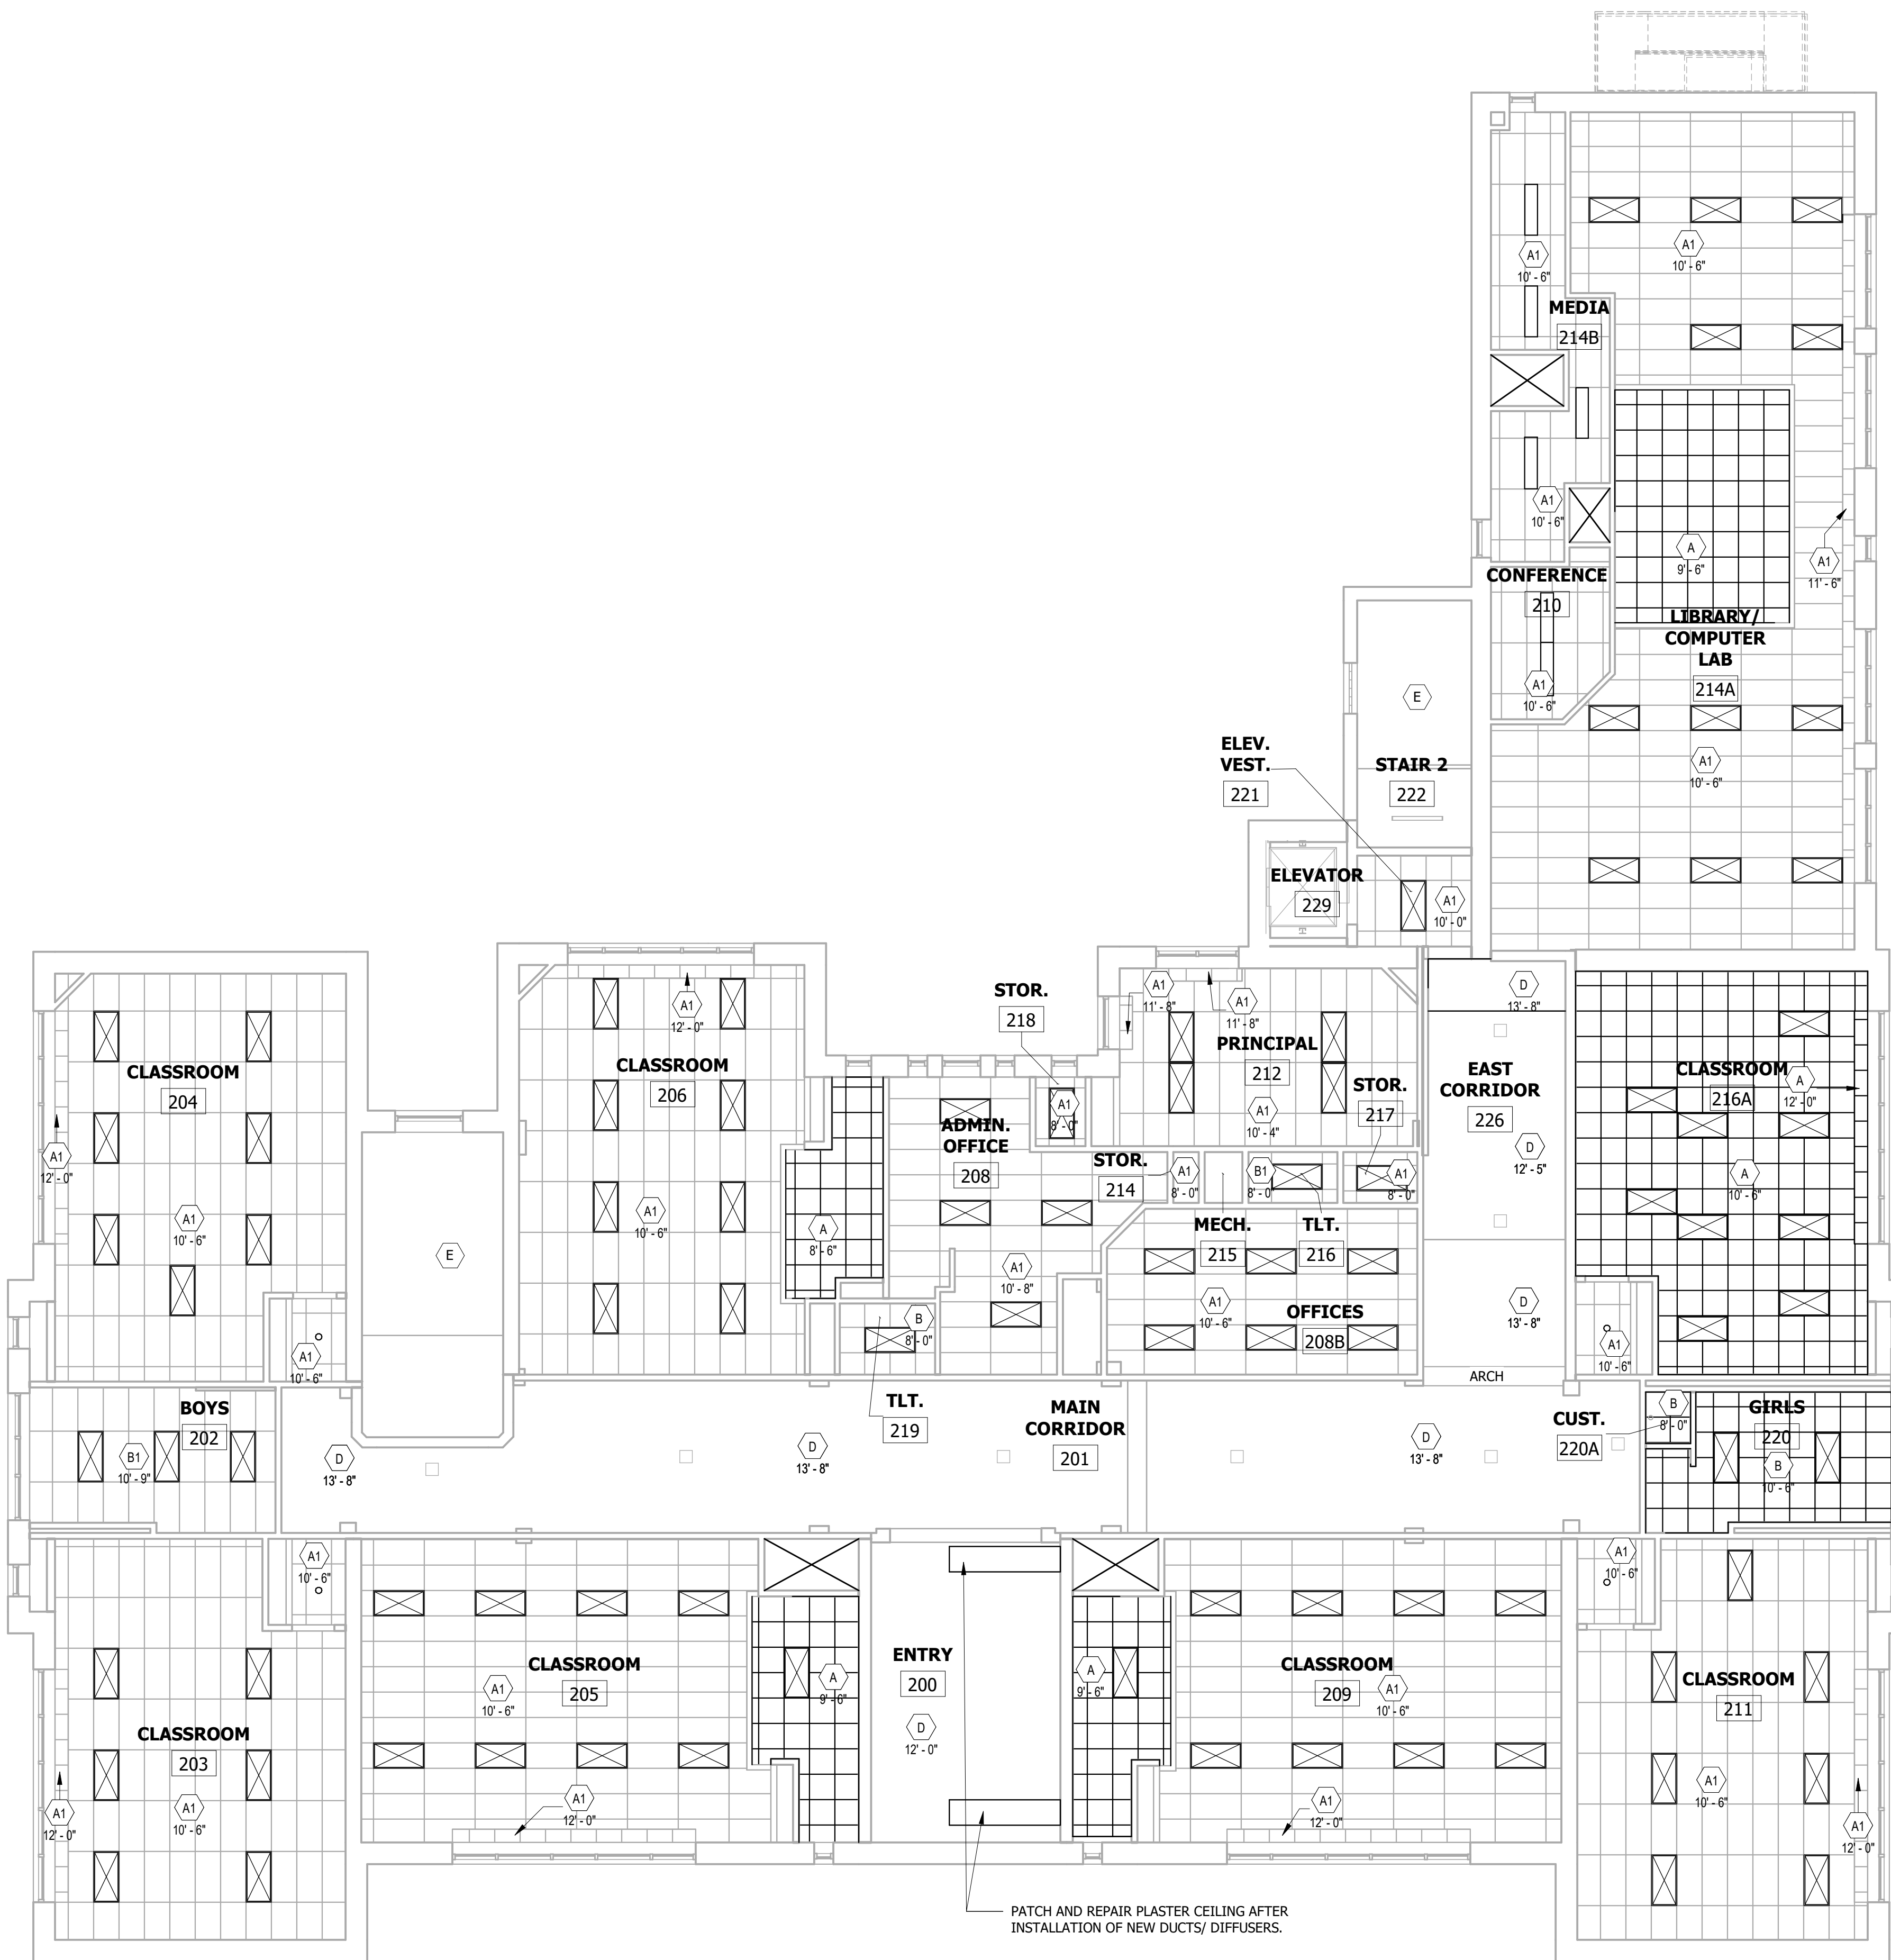 A1
10' - 6"
A1
10' - 6"
MEDIA
214B
A1
10' - 6"
A
9' - 6"
A1
11' - 6"
CONFERENCE
210
A1
10' - 6"
LIBRARY/
COMPUTER
LAB
214A
A1
10' - 6"
E
ELEV.
VEST.
221
STAIR 2
222
ELEVATOR
229
A1
10' - 0"
CLASSROOM
204
A1
12' - 0"
A1
10' - 6"
A1
10' - 6"
E
A1
12' - 0"
CLASSROOM
206
A1
10' - 6"
A
8' - 6"
STOR.
218
A1
8' - 0"
ADMIN.
OFFICE
208
A1
10' - 8"
B
8' - 0"
A1
11' - 8"
A1
11' - 8"
PRINCIPAL
212
A1
10' - 4"
STOR.
217
A1
8' - 0"
STOR.
214
A1
8' - 0"
B1
8' - 0"
MECH.
215
TLT.
216
A1
10' - 6"
OFFICES
208B
D
13' - 8"
EAST
CORRIDOR
226
D
12' - 5"
D
13' - 8"
ARCH
CLASSROOM
216A
A
12' - 0"
A
10' - 6"
A1
10' - 6"
BOYS
202
B1
10' - 9"
D
13' - 8"
TLT.
219
D
13' - 8"
MAIN
CORRIDOR
201
D
13' - 8"
CUST.
220A
B
8' - 0"
GIRLS
220
B
10' - 6"
A1
10' - 6"
CLASSROOM
203
A1
12' - 0"
A1
10' - 6"
CLASSROOM
205
A1
10' - 6"
A
9' - 6"
A1
12' - 0"
ENTRY
200
D
12' - 0"
A
9' - 6"
CLASSROOM
209
A1
10' - 6"
A1
12' - 0"
A1
10' - 6"
CLASSROOM
211
A1
10' - 6"
A1
12' - 0"
PATCH AND REPAIR PLASTER CEILING AFTER
INSTALLATION OF NEW DUCTS/ DIFFUSERS.